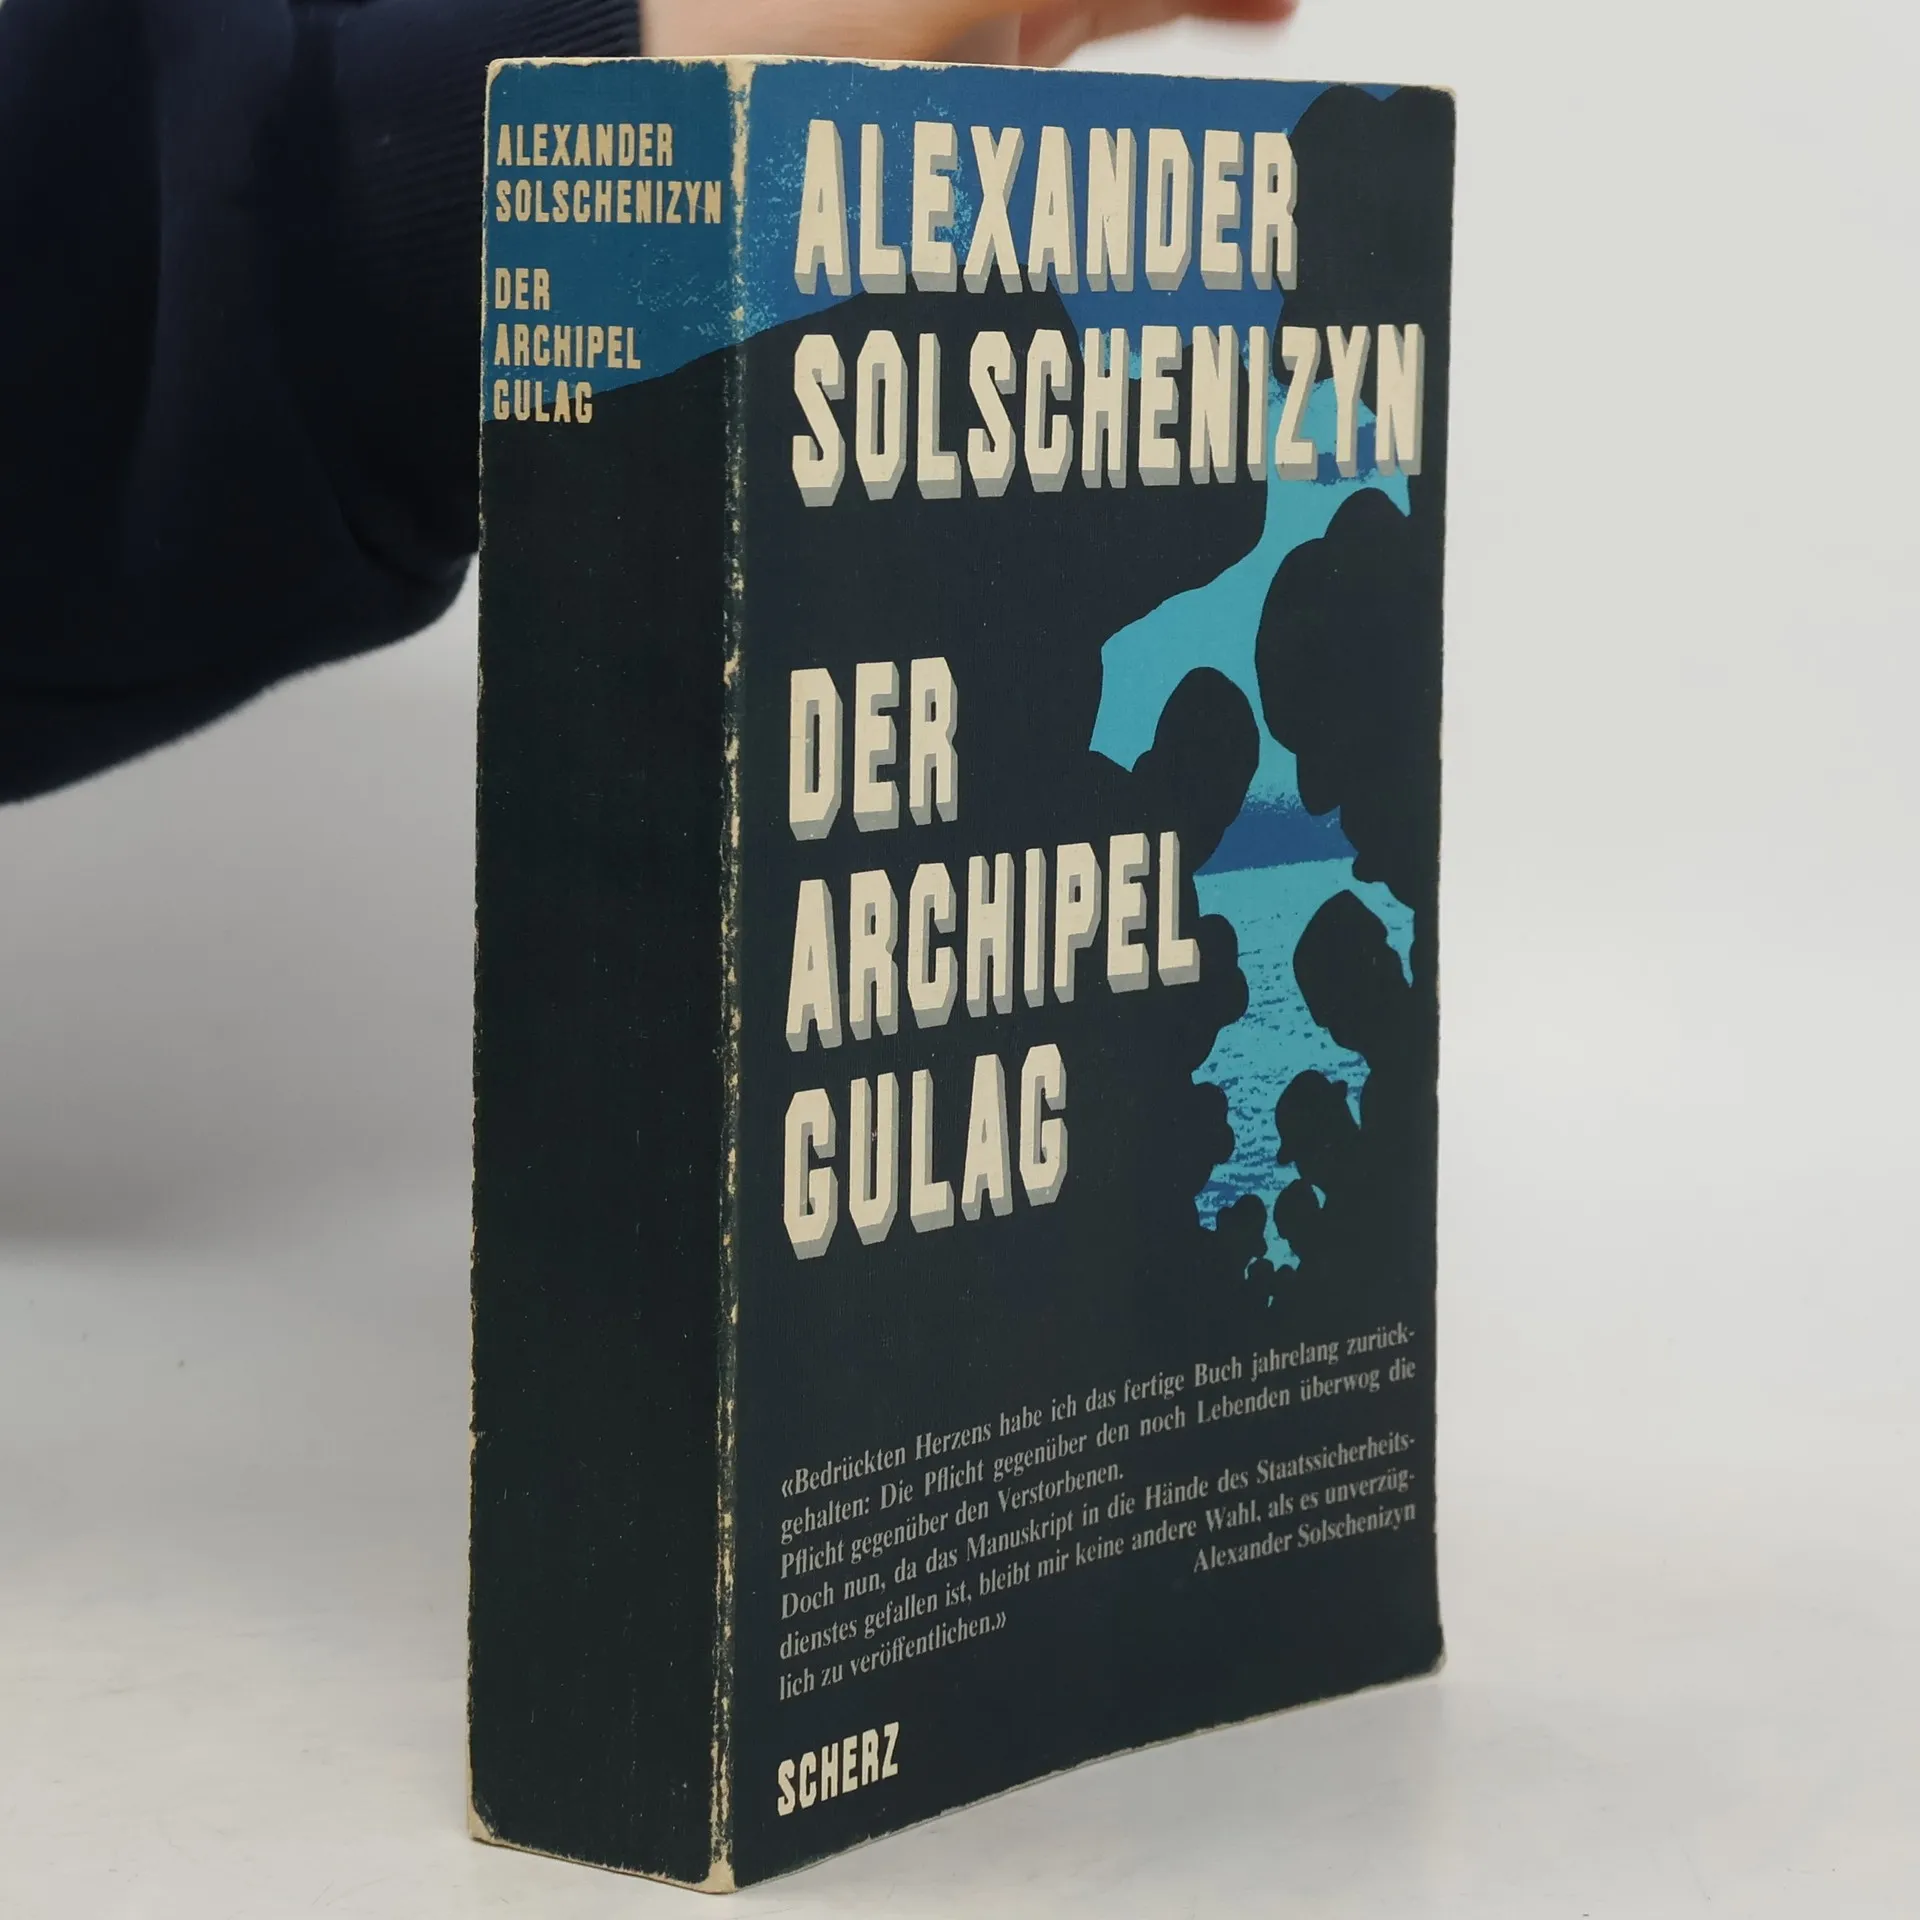 ALEXANDER
SOLSCHENIZYN
DER
ARCHIPEL
GULAG
ALEXANDER
SOLSCHENIZYN
DER
ARCHIPEL
GULAG
«Bedrückten Herzens habe ich das fertige Buch jahrelang zurück-
gehalten: Die Pflicht gegenüber den noch Lebenden überwog die
Pflicht gegenüber den Verstorbenen.
Doch nun, da das Manuskript in die Hände des Staatssicherheits-
dienstes gefallen ist, bleibt mir keine andere Wahl, als es unverzüg-
lich zu veröffentlichen.»
Alexander Solschenizyn
SCHERZ